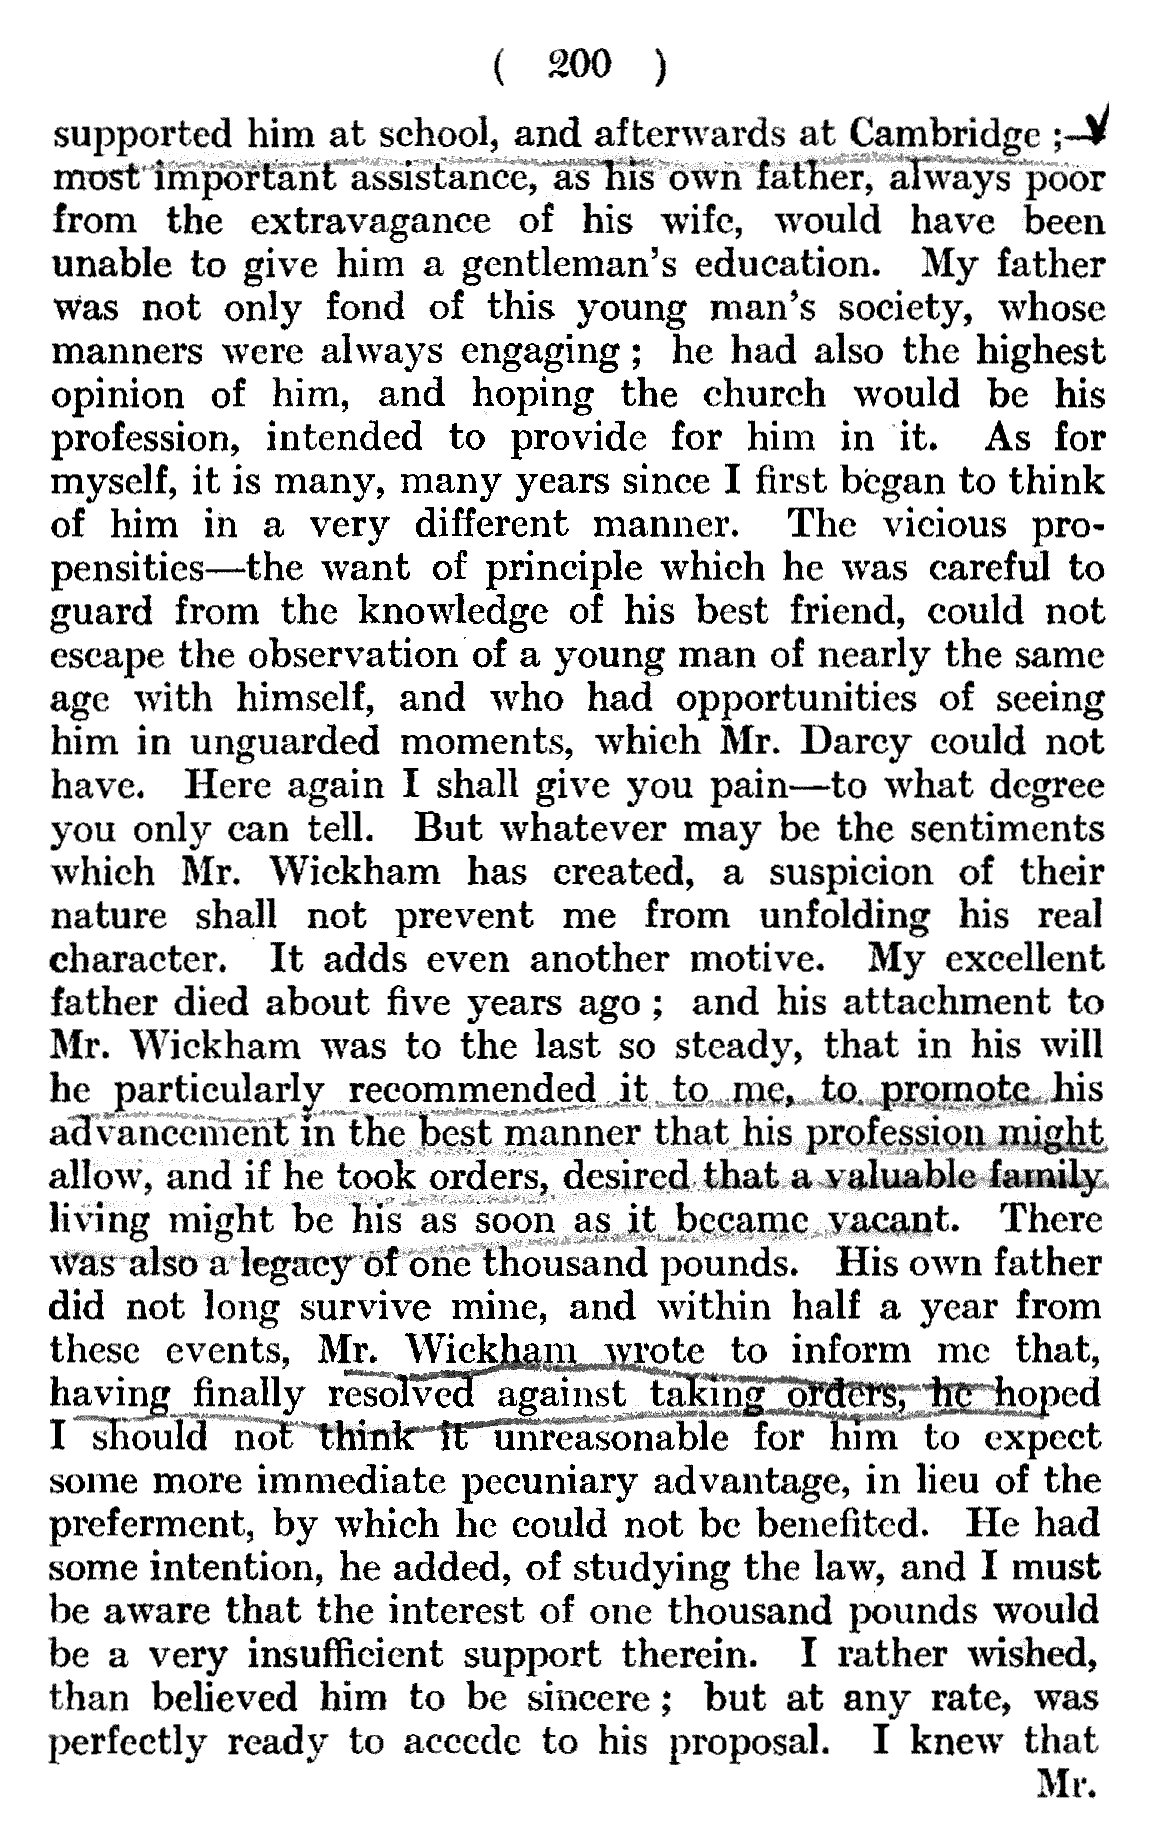 ( 200 )
supported him at school, and afterwards at Cambridge ;—
most important assistance, as his own father, always poor
from the extravagance of his wife, would have been
unable to give him a gentleman's education. My father
was not only fond of this young man's society, whose
manners were always engaging ; he had also the highest
opinion of him, and hoping the church would be his
profession, intended to provide for him in it. As for
myself, it is many, many years since I first began to think
of him in a very different manner. The vicious pro-
pensities—the want of principle which he was careful to
guard from the knowledge of his best friend, could not
escape the observation of a young man of nearly the same
age with himself, and who had opportunities of seeing
him in unguarded moments, which Mr. Darcy could not
have. Here again I shall give you pain—to what degree
you only can tell. But whatever may be the sentiments
which Mr. Wickham has created, a suspicion of their
nature shall not prevent me from unfolding his real
character. It adds even another motive. My excellent
father died about five years ago ; and his attachment to
Mr. Wickham was to the last so steady, that in his will
he particularly recommended it to me, to promote his
advancement in the best manner that his profession might
allow, and if he took orders, desired that a valuable family
living might be his as soon as it became vacant. There
was also a legacy of one thousand pounds. His own father
did not long survive mine, and within half a year from
these events, Mr. Wickham wrote to inform me that,
having finally resolved against taking orders, he hoped
I should not think it unreasonable for him to expect
some more immediate pecuniary advantage, in lieu of the
preferment, by which he could not be benefited. He had
some intention, he added, of studying the law, and I must
be aware that the interest of one thousand pounds would
be a very insufficient support therein. I rather wished,
than believed him to be sincere ; but at any rate, was
perfectly ready to accede to his proposal. I knew that
Mr.